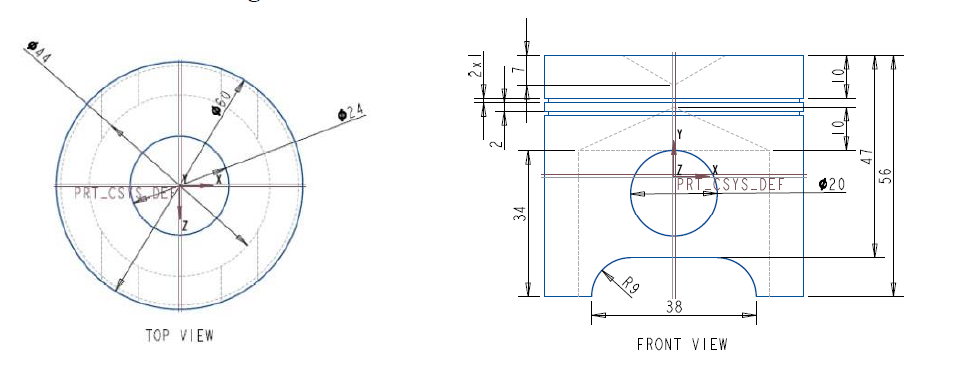 Ø44
Ø60
Ø24
Y
X
PRT_CSYS_DEF
Z
TOP VIEW
2x1
7
10
2
10
Y
47
56
Z
X
PRT_CSYS_DEF
Ø20
34
R9
38
FRONT VIEW